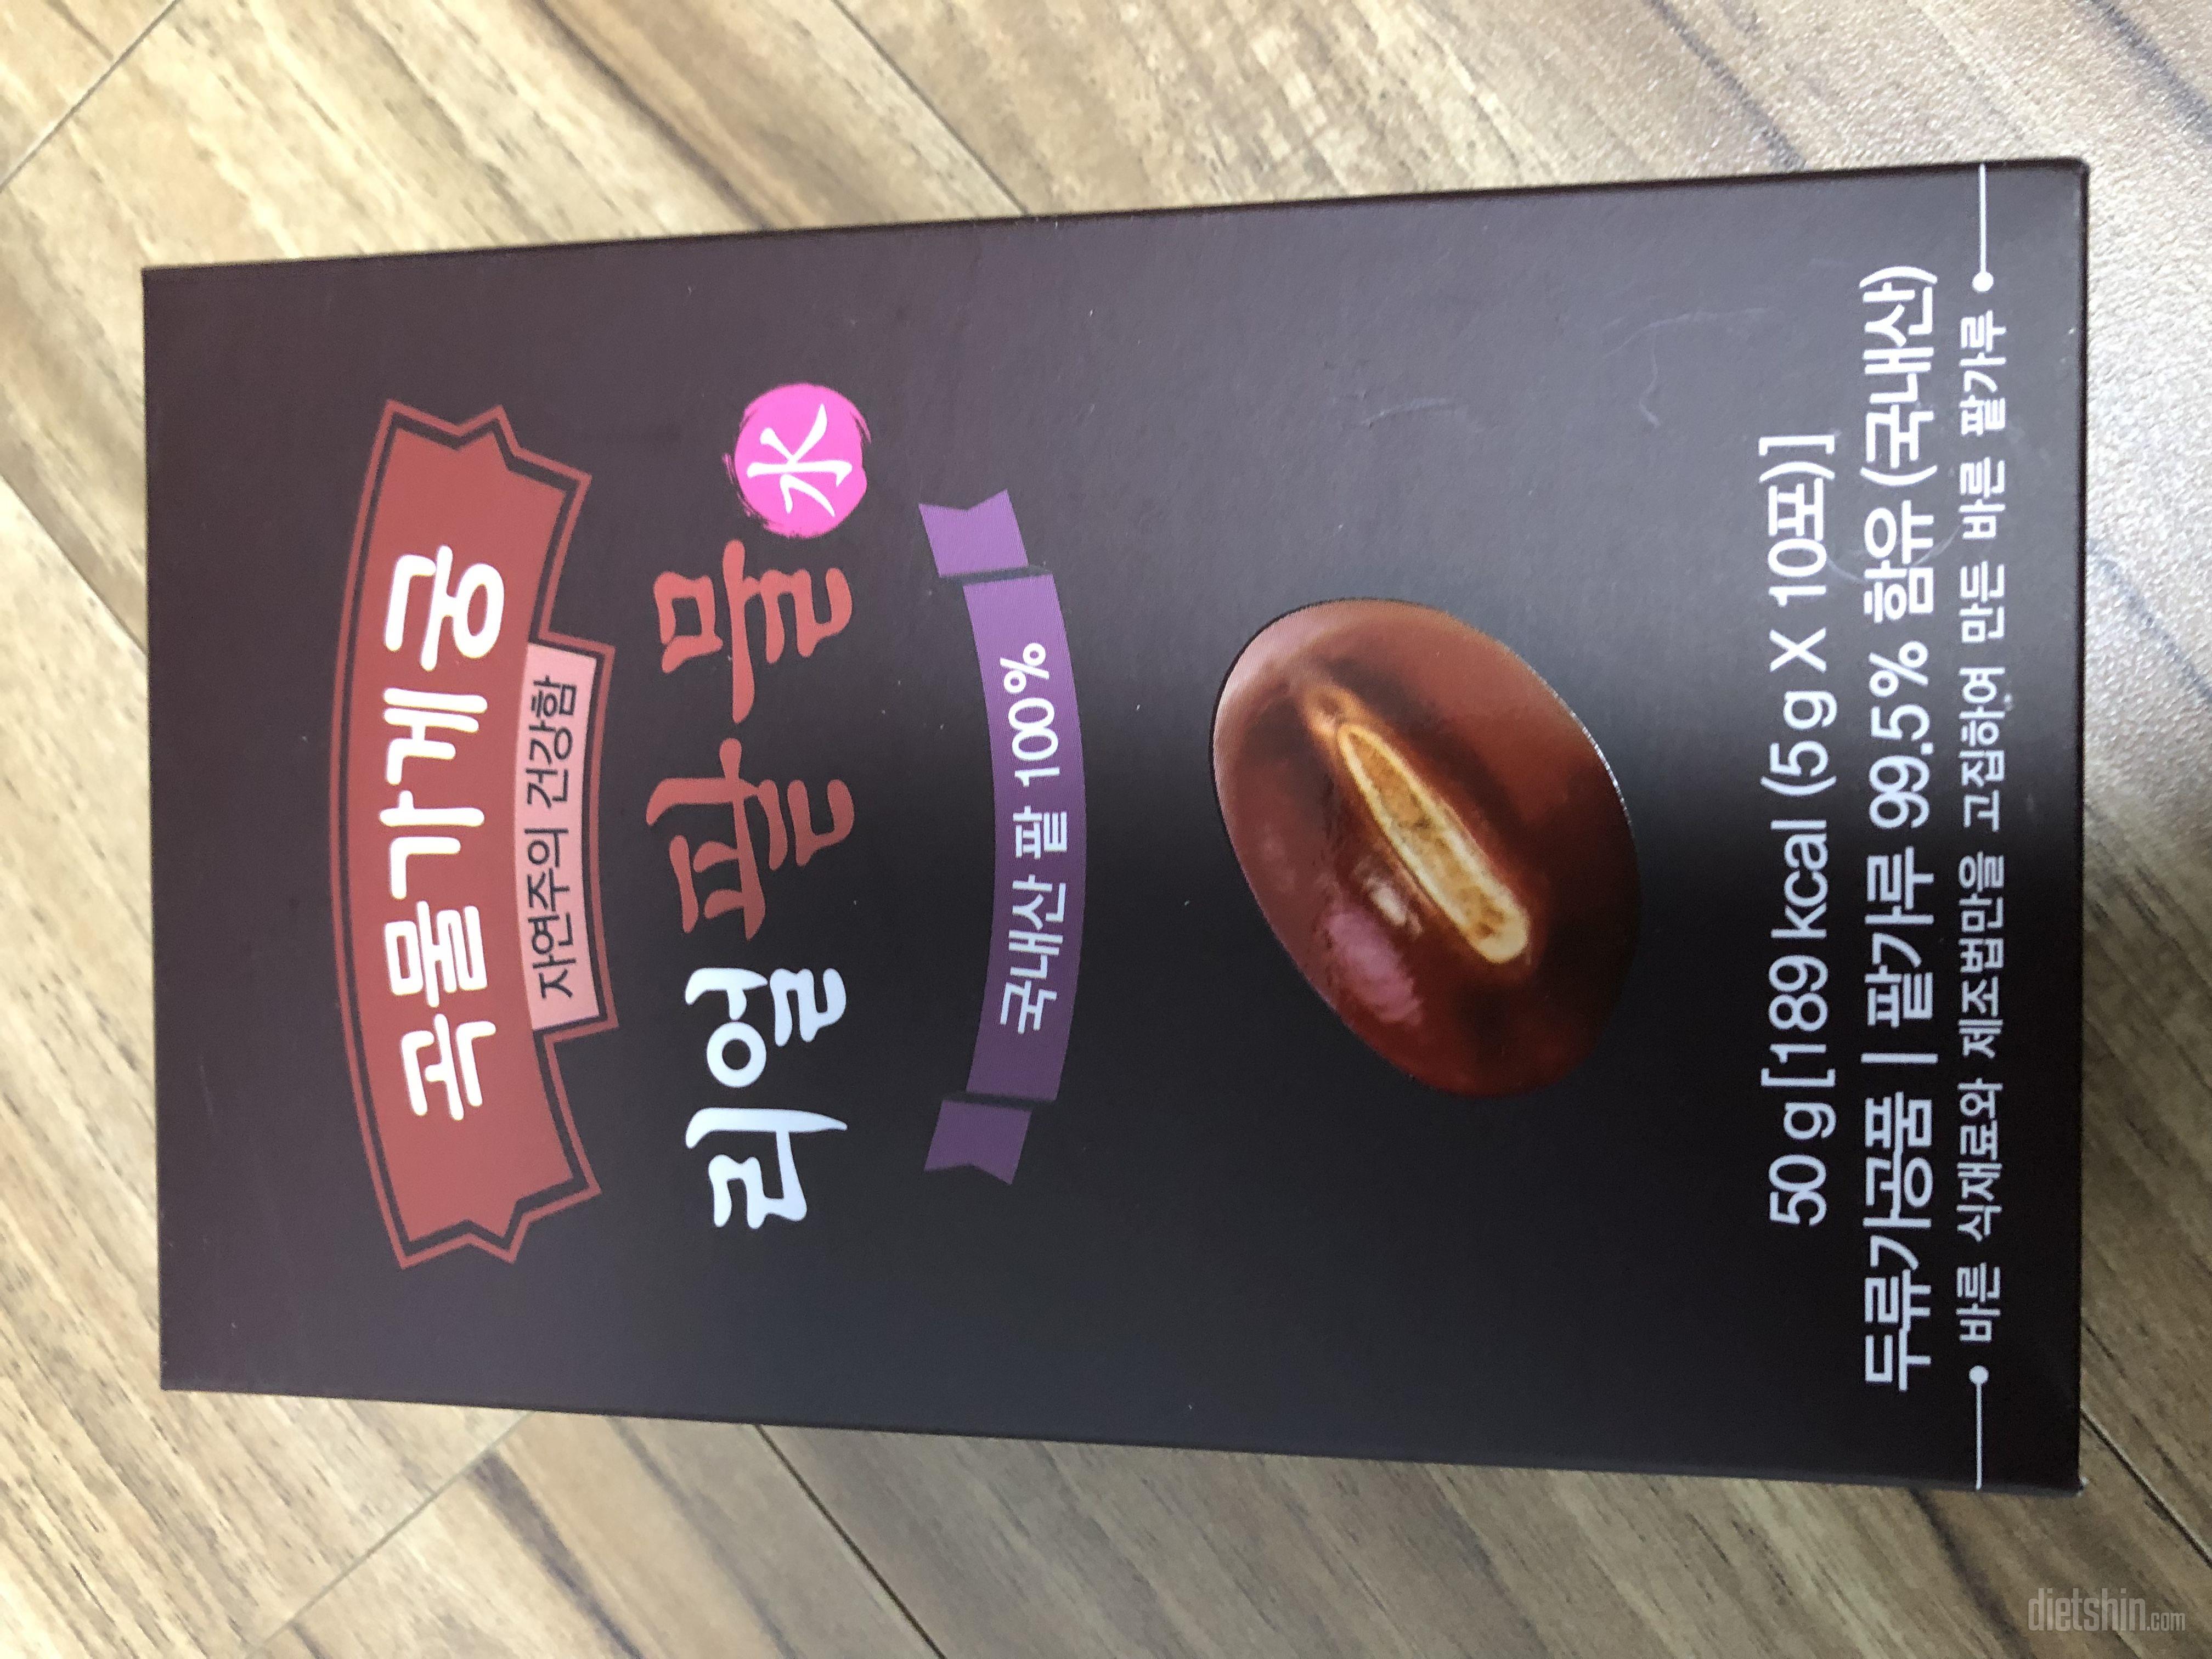 곡물가게 궁
자연주의 건강함
리얼 팥물 水
국내산 팥 100%
50 g [189 kcal (5 g X 10포)]
두류가공품 | 팥가루 99.5% 함유 (국내산)
바른 식재료와 제조법만을 고집하여 만든 바른 팥가루
dietshin.com